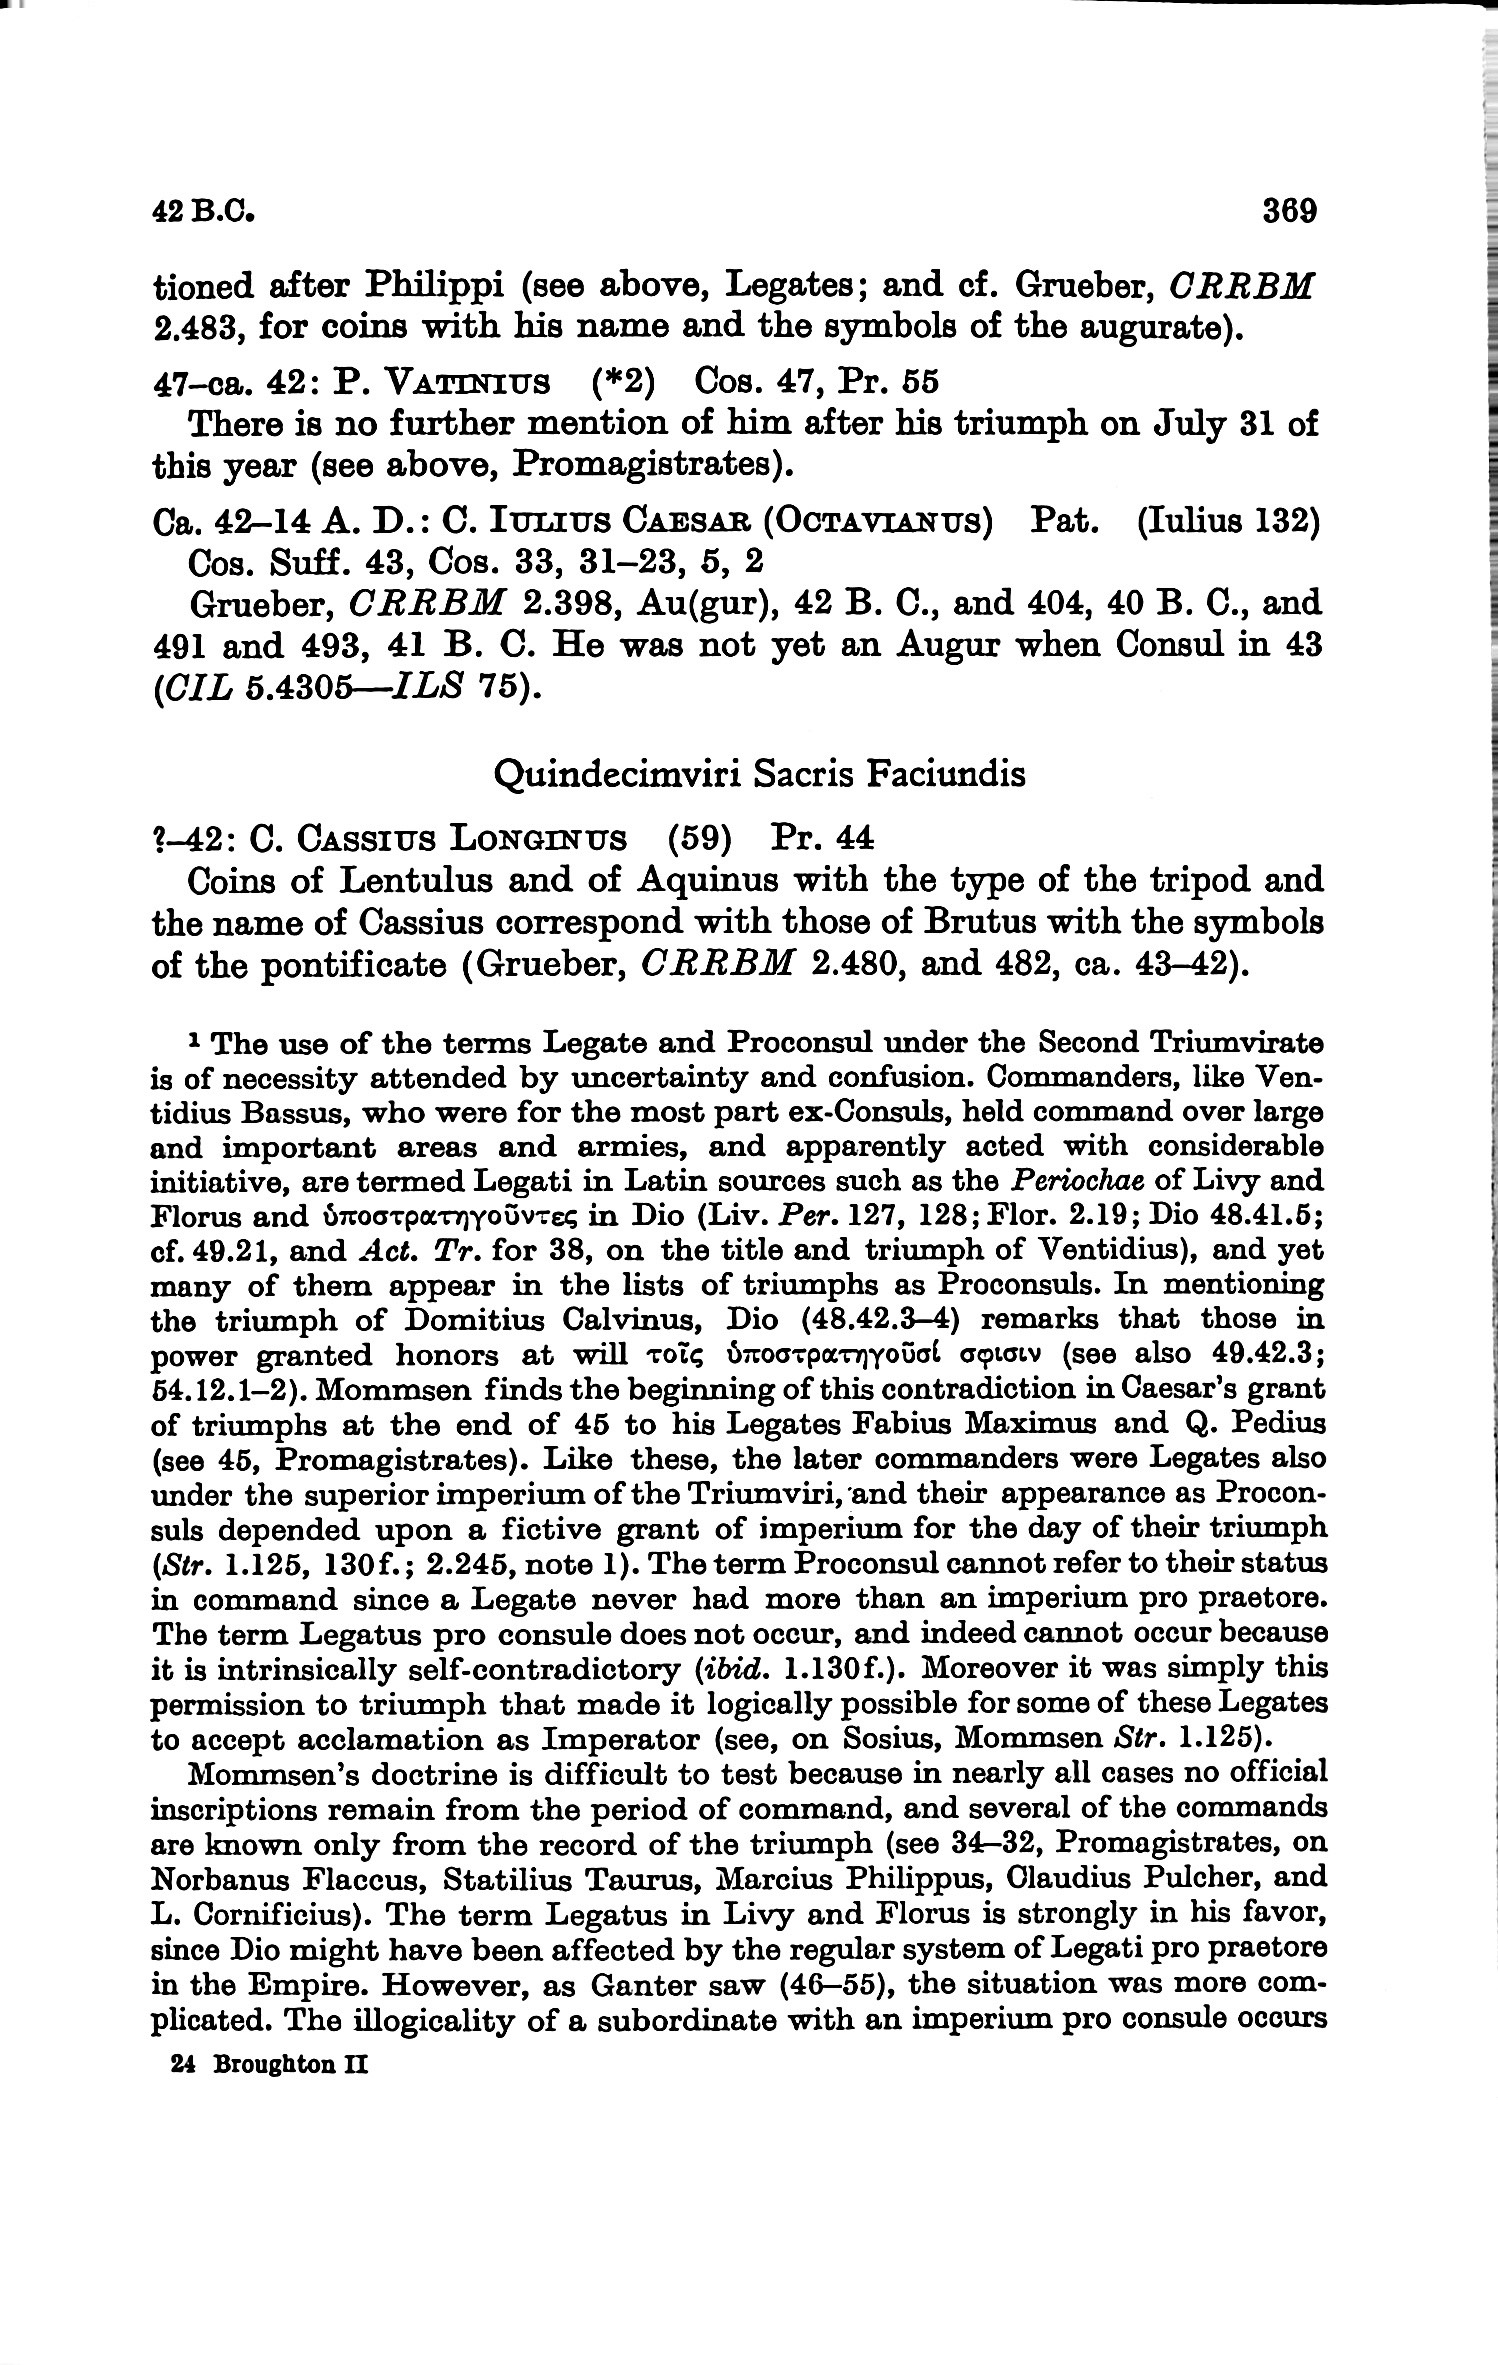 42 B.C. 369
tioned after Philippi (see above, Legates; and cf. Grueber, CRRBM
2.483, for coins with his name and the symbols of the augurate).
47–ca. 42: P. VATINIUS (*2) Cos. 47, Pr. 55
There is no further mention of him after his triumph on July 31 of
this year (see above, Promagistrates).
Ca. 42–14 A. D.: C. IULIUS CAESAR (OCTAVIANUS) Pat. (Iulius 132)
Cos. Suff. 43, Cos. 33, 31–23, 5, 2
Grueber, CRRBM 2.398, Au(gur), 42 B. C., and 404, 40 B. C., and
491 and 493, 41 B. C. He was not yet an Augur when Consul in 43
(CIL 5.4305—ILS 75).
Quindecimviri Sacris Faciundis
?–42: C. CASSIUS LONGINUS (59) Pr. 44
Coins of Lentulus and of Aquinus with the type of the tripod and
the name of Cassius correspond with those of Brutus with the symbols
of the pontificate (Grueber, CRRBM 2.480, and 482, ca. 43–42).
1 The use of the terms Legate and Proconsul under the Second Triumvirate
is of necessity attended by uncertainty and confusion. Commanders, like Ven-
tidius Bassus, who were for the most part ex-Consuls, held command over large
and important areas and armies, and apparently acted with considerable
initiative, are termed Legati in Latin sources such as the Periochae of Livy and
Florus and ὑποστρατηγοῦντες in Dio (Liv. Per. 127, 128; Flor. 2.19; Dio 48.41.5;
cf. 49.21, and Act. Tr. for 38, on the title and triumph of Ventidius), and yet
many of them appear in the lists of triumphs as Proconsuls. In mentioning
the triumph of Domitius Calvinus, Dio (48.42.3–4) remarks that those in
power granted honors at will τοῖς ὑποστρατηγοῦσί σφισιν (see also 49.42.3;
54.12.1–2). Mommsen finds the beginning of this contradiction in Caesar's grant
of triumphs at the end of 45 to his Legates Fabius Maximus and Q. Pedius
(see 45, Promagistrates). Like these, the later commanders were Legates also
under the superior imperium of the Triumviri, and their appearance as Procon-
suls depended upon a fictive grant of imperium for the day of their triumph
(Str. 1.125, 130f.; 2.245, note 1). The term Proconsul cannot refer to their status
in command since a Legate never had more than an imperium pro praetore.
The term Legatus pro consule does not occur, and indeed cannot occur because
it is intrinsically self-contradictory (ibid. 1.130f.). Moreover it was simply this
permission to triumph that made it logically possible for some of these Legates
to accept acclamation as Imperator (see, on Sosius, Mommsen Str. 1.125).
Mommsen's doctrine is difficult to test because in nearly all cases no official
inscriptions remain from the period of command, and several of the commands
are known only from the record of the triumph (see 34–32, Promagistrates, on
Norbanus Flaccus, Statilius Taurus, Marcius Philippus, Claudius Pulcher, and
L. Cornificius). The term Legatus in Livy and Florus is strongly in his favor,
since Dio might have been affected by the regular system of Legati pro praetore
in the Empire. However, as Ganter saw (46–55), the situation was more com-
plicated. The illogicality of a subordinate with an imperium pro consule occurs
24 Broughton II